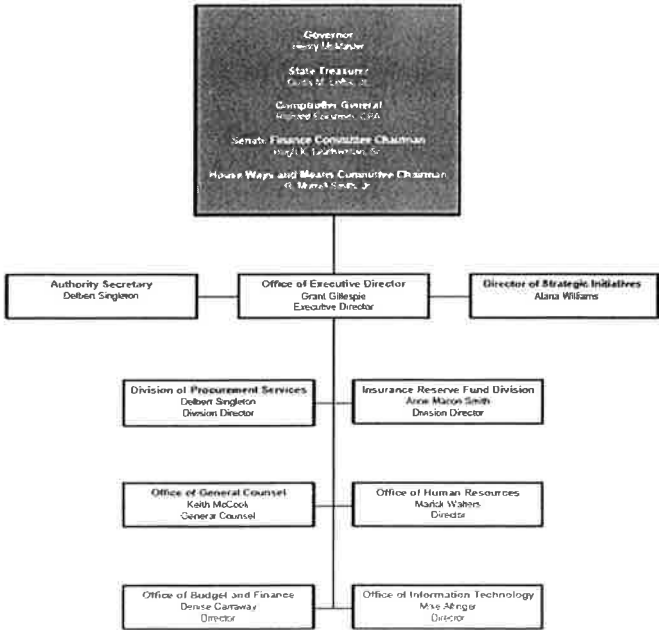 Governor
Henry McMaster
State Treasurer
Curtis M. Loftis, Jr.
Comptroller General
Richard Eckstrom, CPA
Senate Finance Committee Chairman
Hugh K. Leatherman, Sr.
House Ways and Means Committee Chairman
G. Murrell Smith, Jr.
Authority Secretary
Delbert Singleton
Office of Executive Director
Grant Gillespie
Executive Director
Director of Strategic Initiatives
Alana Williams
Division of Procurement Services
Delbert Singleton
Division Director
Insurance Reserve Fund Division
Anne Macon Smith
Division Director
Office of General Counsel
Keith McCook
General Counsel
Office of Human Resources
Marick Walters
Director
Office of Budget and Finance
Denise Carraway
Director
Office of Information Technology
Mike
Director